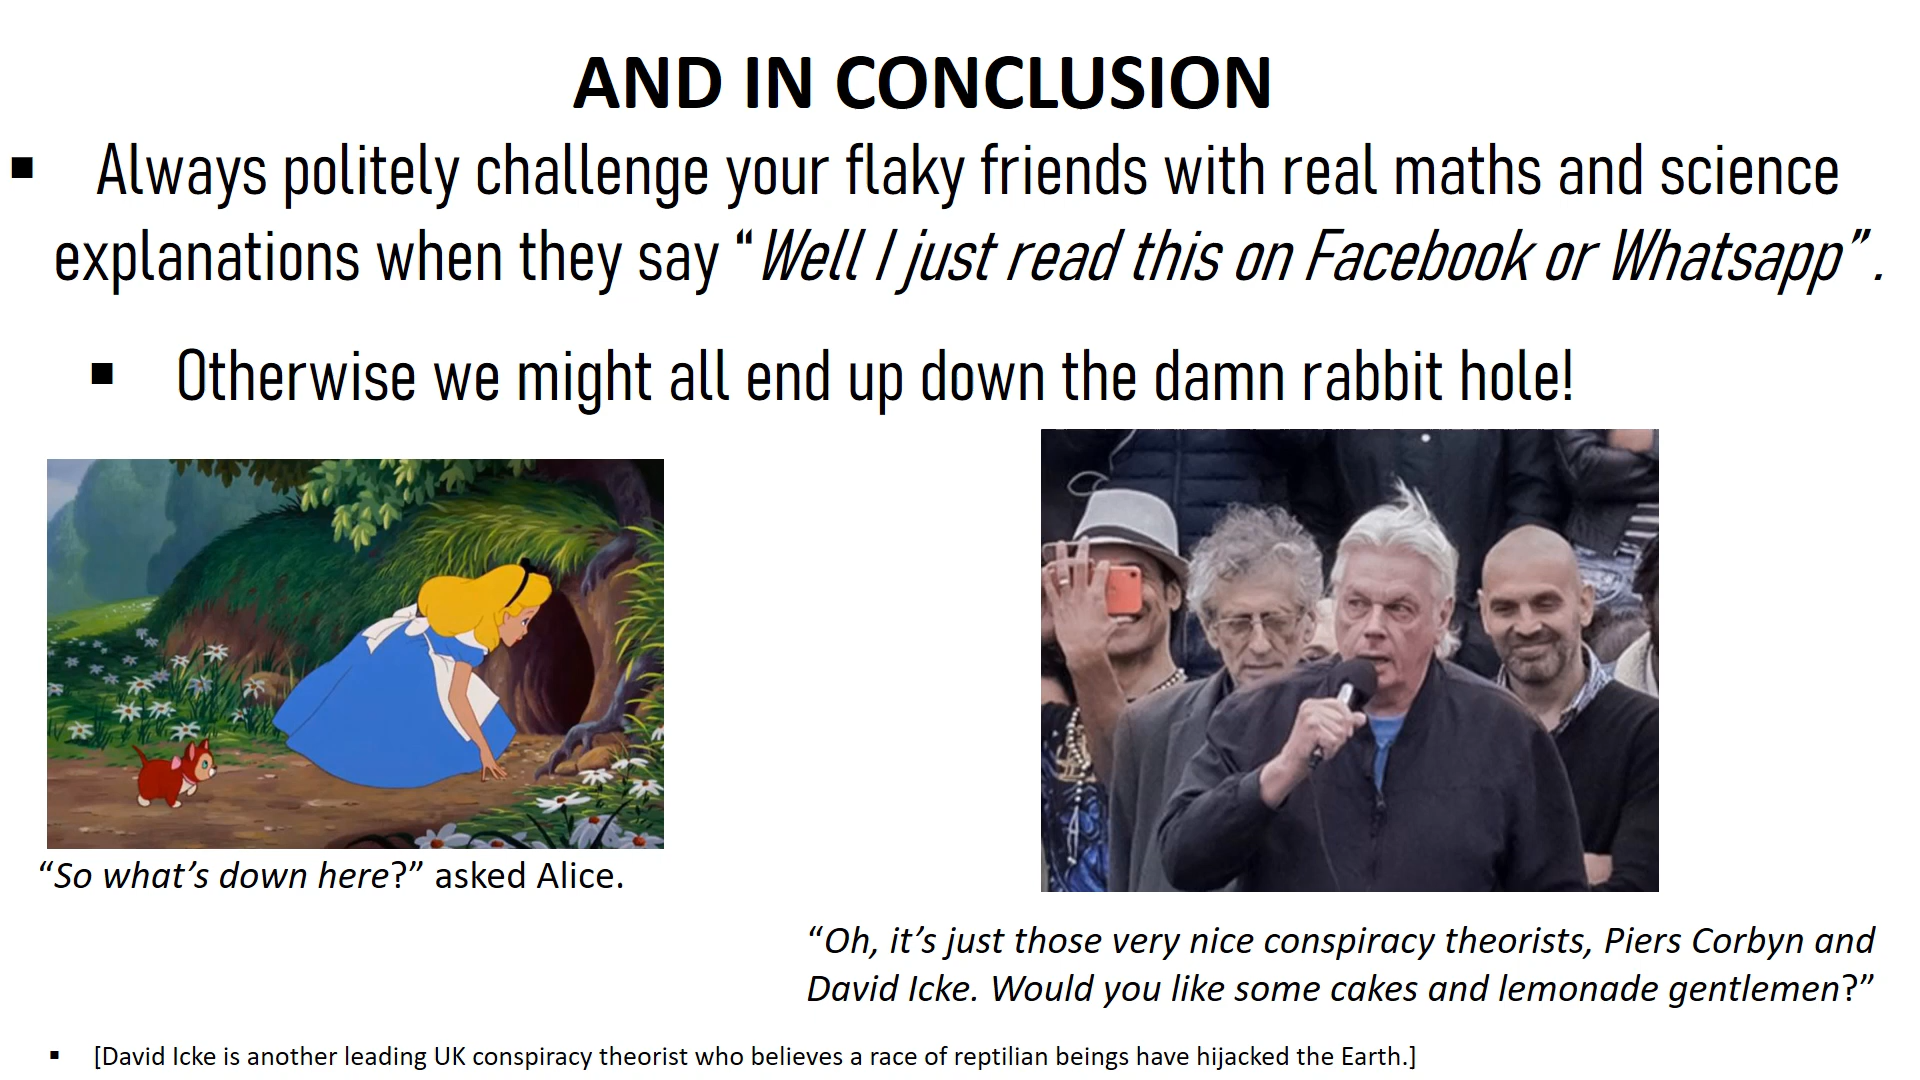 AND IN CONCLUSION
▪ Always politely challenge your flaky friends with real maths and science
explanations when they say “Well I just read this on Facebook or Whatsapp”.
▪ Otherwise we might all end up down the damn rabbit hole!
“So what’s down here?” asked Alice.
“Oh, it’s just those very nice conspiracy theorists, Piers Corbyn and
David Icke. Would you like some cakes and lemonade gentlemen?”
▪ [David Icke is another leading UK conspiracy theorist who believes a race of reptilian beings have hijacked the Earth.]